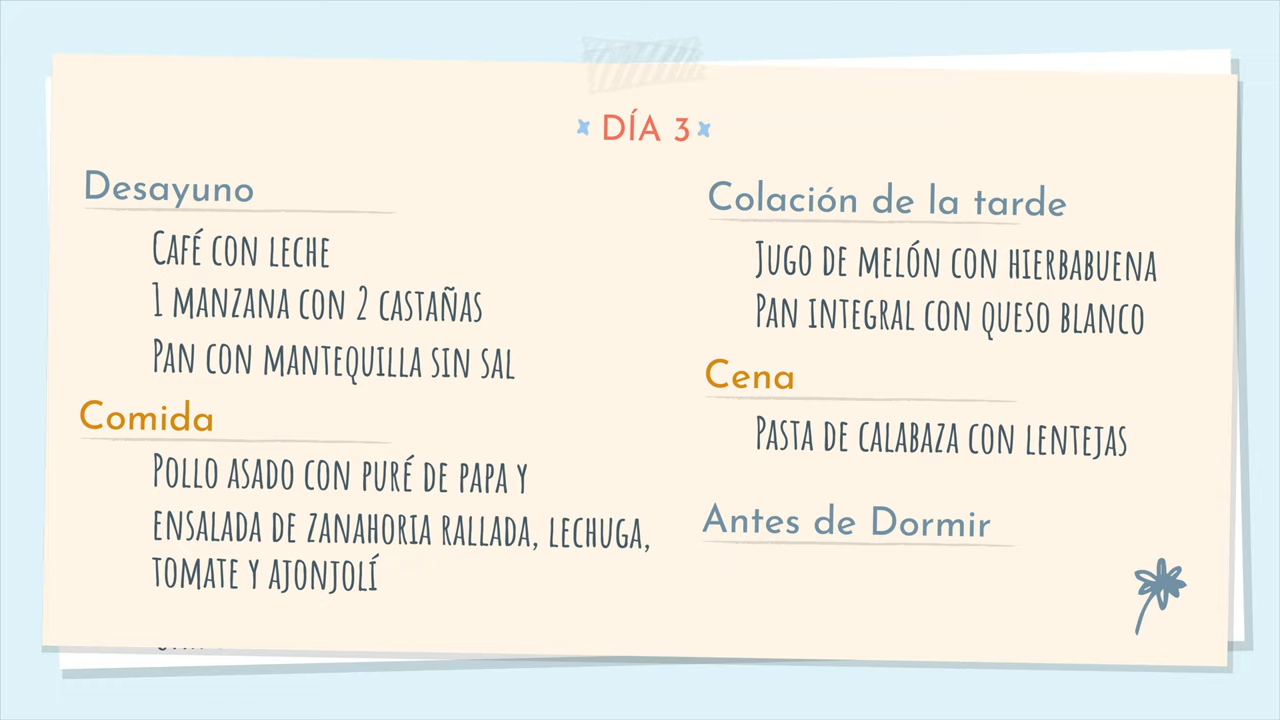 DÍA 3
Desayuno
CAFÉ CON LECHE
1 MANZANA CON 2 CASTAÑAS
PAN CON MANTEQUILLA SIN SAL
Comida
POLLO ASADO CON PURÉ DE PAPA Y
ENSALADA DE ZANAHORIA RALLADA, LECHUGA,
TOMATE Y AJONJOLÍ
Colación de la tarde
JUGO DE MELÓN CON HIERBABUENA
PAN INTEGRAL CON QUESO BLANCO
Cena
PASTA DE CALABAZA CON LENTEJAS
Antes de Dormir